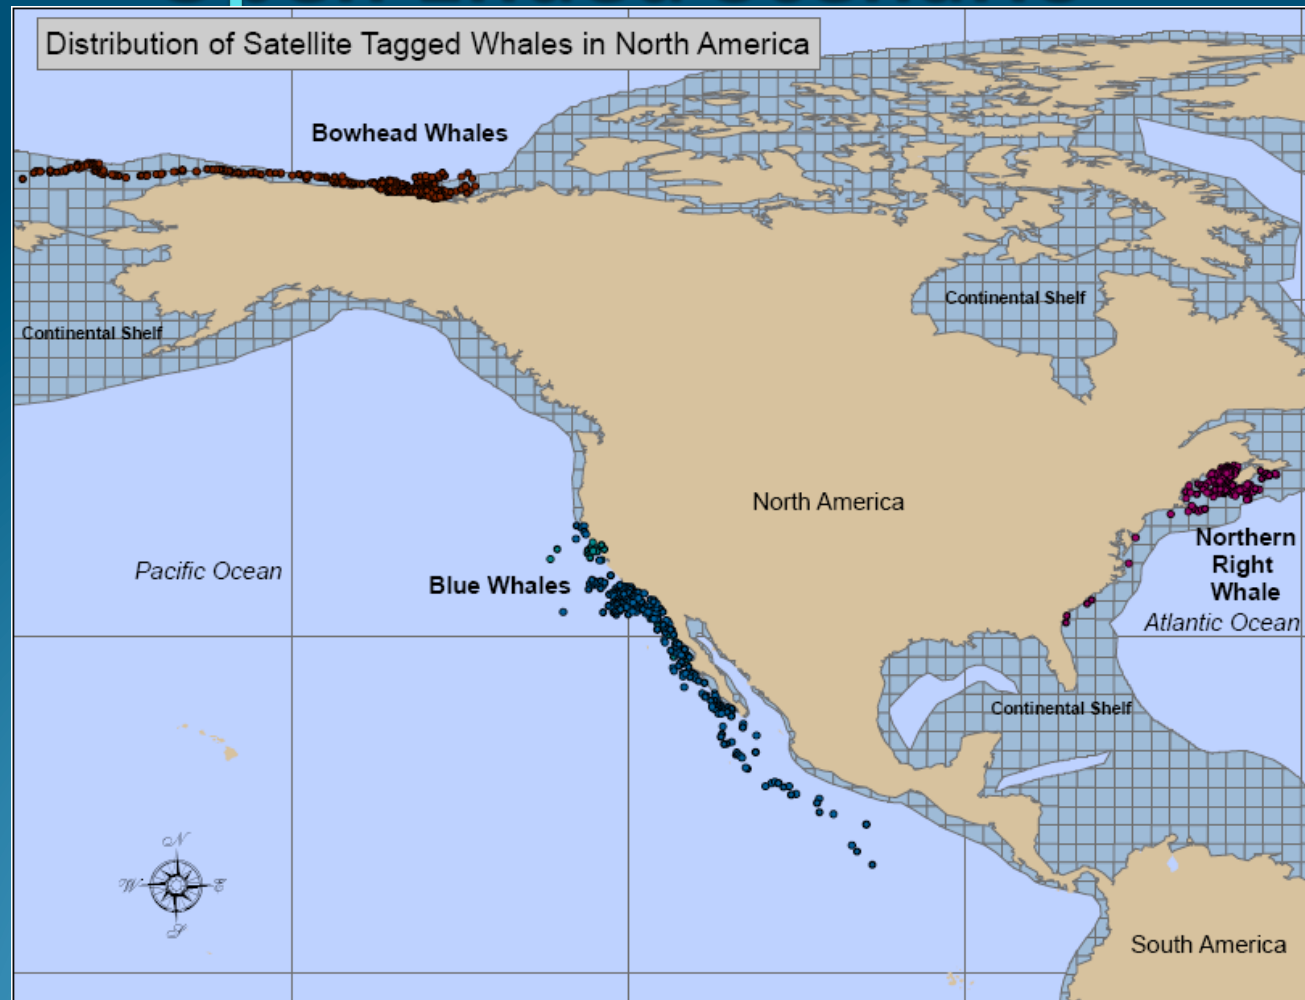 Distribution of Satellite Tagged Whales in North America
Bowhead Whales
Continental Shelf
Continental Shelf
North America
Northern
Right
Whale
Pacific Ocean
Blue Whales
Atlantic Ocean
Continental Shelf
N
W
E
S
South America